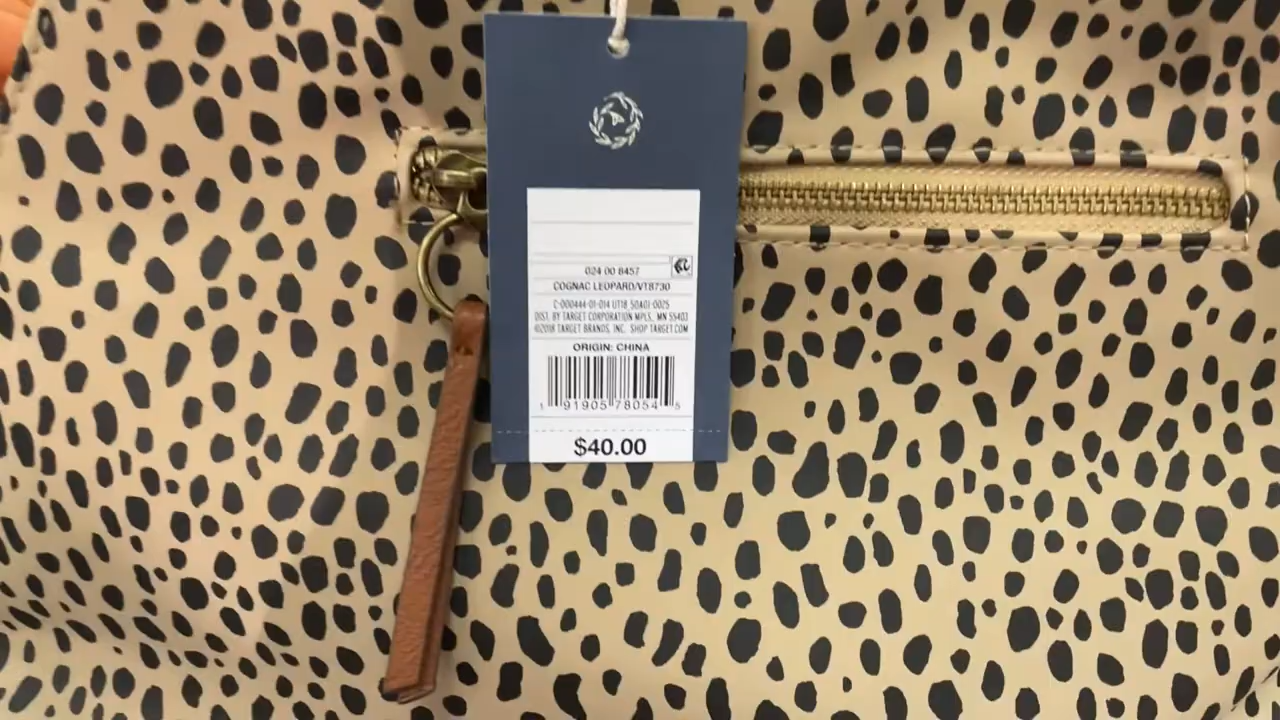 024 00 8457
COGNAC LEOPARD/VT8730
C-000444-01-014 UT18 SOA01-0025
DIST. BY TARGET CORPORATION MPLS, MN 55403
©2018 TARGET BRANDS, INC. SHOP TARGET.COM
ORIGIN: CHINA
1 91905 78054 5
$40.00